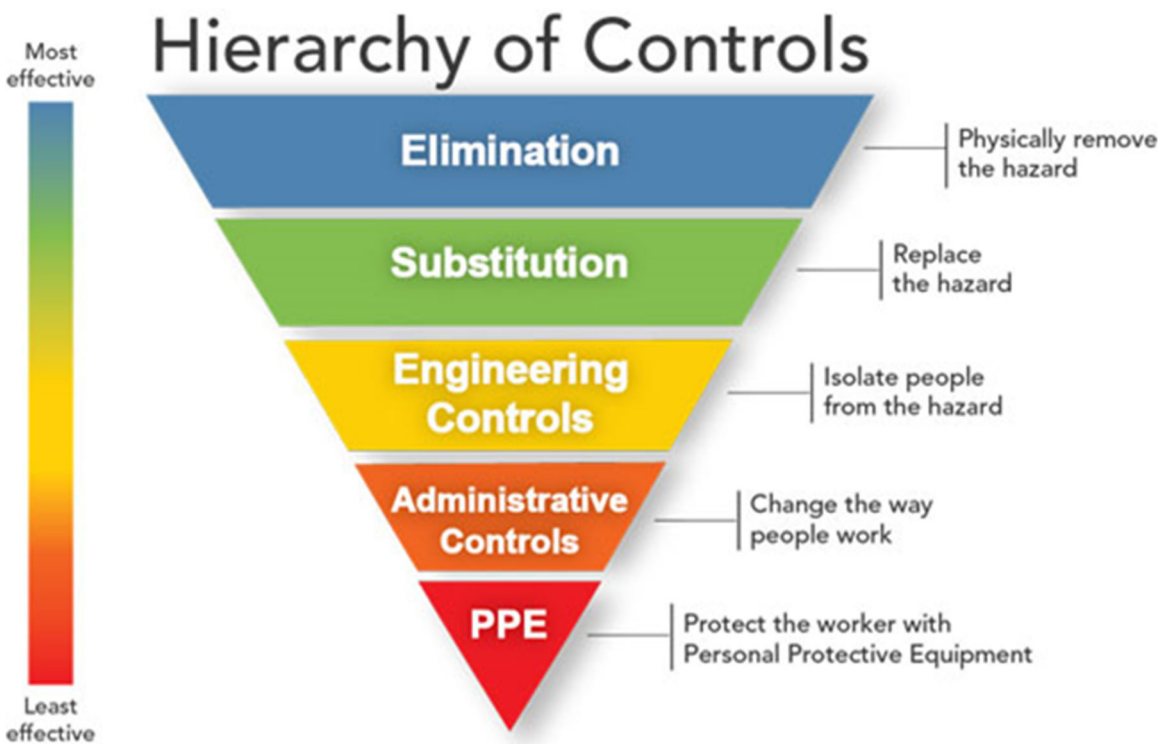 Hierarchy of Controls
Most
effective
Elimination
Physically remove
the hazard
Substitution
Replace
the hazard
Engineering
Controls
Isolate people
from the hazard
Administrative
Controls
Change the way
people work
PPE
Protect the worker with
Personal Protective Equipment
Least
effective